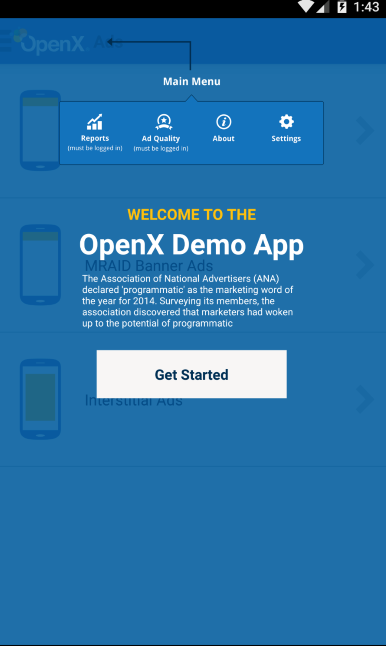 1:43
OpenX Ads
Main Menu
Reports
(must be logged in)
Ad Quality
(must be logged in)
About
Settings
WELCOME TO THE
OpenX Demo App
MRAID Banner Ads
The Association of National Advertisers (ANA)
declared 'programmatic' as the marketing word of
the year for 2014. Surveying its members, the
association discovered that marketers had woken
up to the potential of programmatic
Get Started
Interstitial Ads